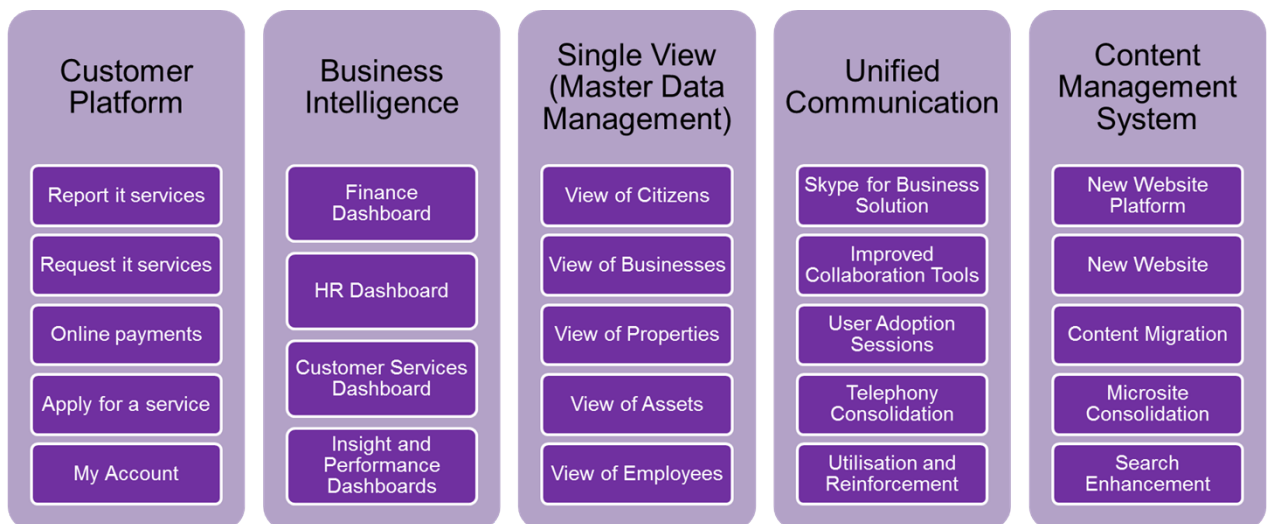 Customer
Platform
Report it services
Request it services
Online payments
Apply for a service
My Account
Business
Intelligence
Finance
Dashboard
HR Dashboard
Customer Services
Dashboard
Insight and
Performance
Dashboards
Single View
(Master Data
Management)
View of Citizens
View of Businesses
View of Properties
View of Assets
View of Employees
Unified
Communication
Skype for Business
Solution
Improved
Collaboration Tools
User Adoption
Sessions
Telephony
Consolidation
Utilisation and
Reinforcement
Content
Management
System
New Website
Platform
New Website
Content Migration
Microsite
Consolidation
Search
Enhancement